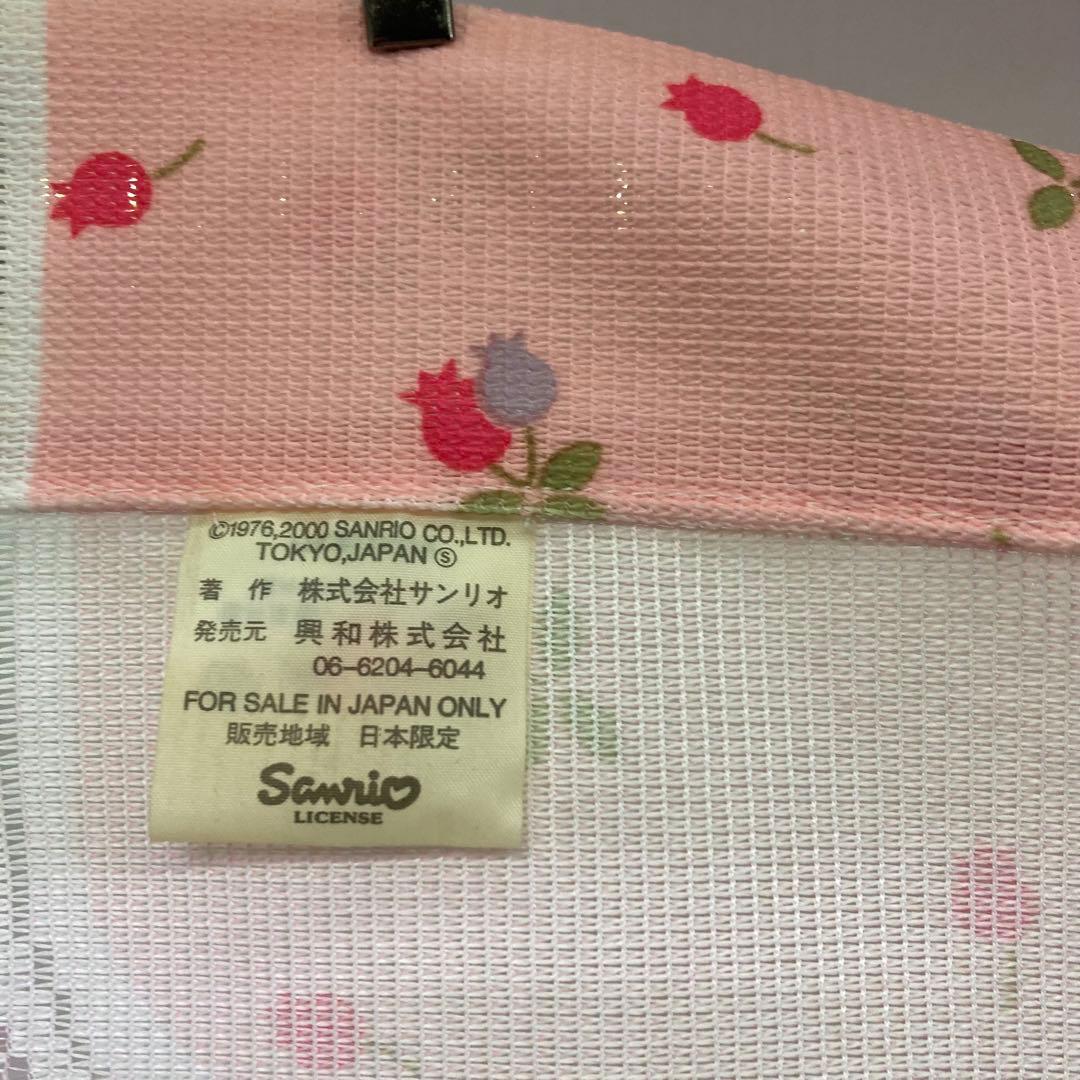 ©1976,2000 SANRIO CO.,LTD.
TOKYO,JAPAN Ⓢ
著 作 株式会社サンリオ
発売元 興和株式会社
06-6204-6044
FOR SALE IN JAPAN ONLY
販売地域 日本限定
Sanrio
LICENSE